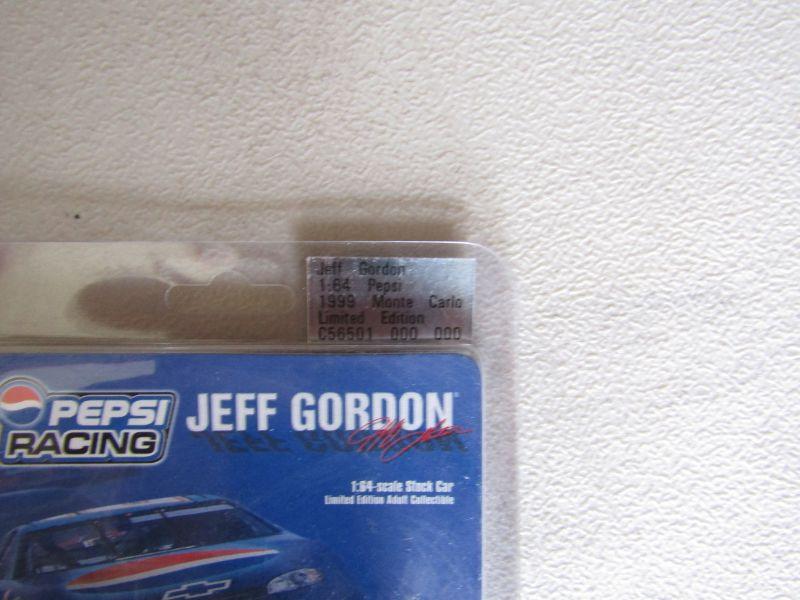 Jeff Gordon
1:64 Pepsi
1999 Monte Carlo
Limited Edition
C56501 000 000
PEPSI
RACING
JEFF GORDON
1:64-scale Stock Car
Limited Edition Adult Collectible